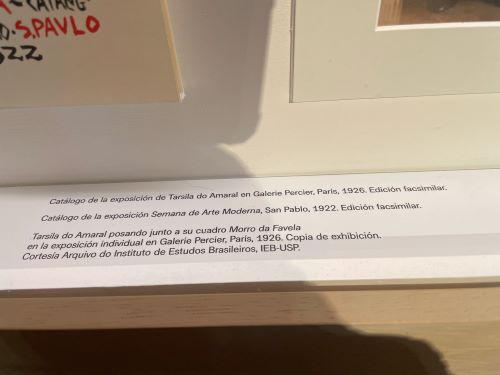 S.PAVLO
922
Catálogo de la exposición de Tarsila do Amaral en Galerie Percier, París, 1926. Edición facsimilar.
Catálogo de la exposición Semana de Arte Moderna, San Pablo, 1922. Edición facsimilar.
Tarsila do Amaral posando junto a su cuadro Morro da Favela
en la exposición individual en Galerie Percier, París, 1926. Copia de exhibición.
Cortesía Arquivo do Instituto de Estudos Brasileiros, IEB-USP.